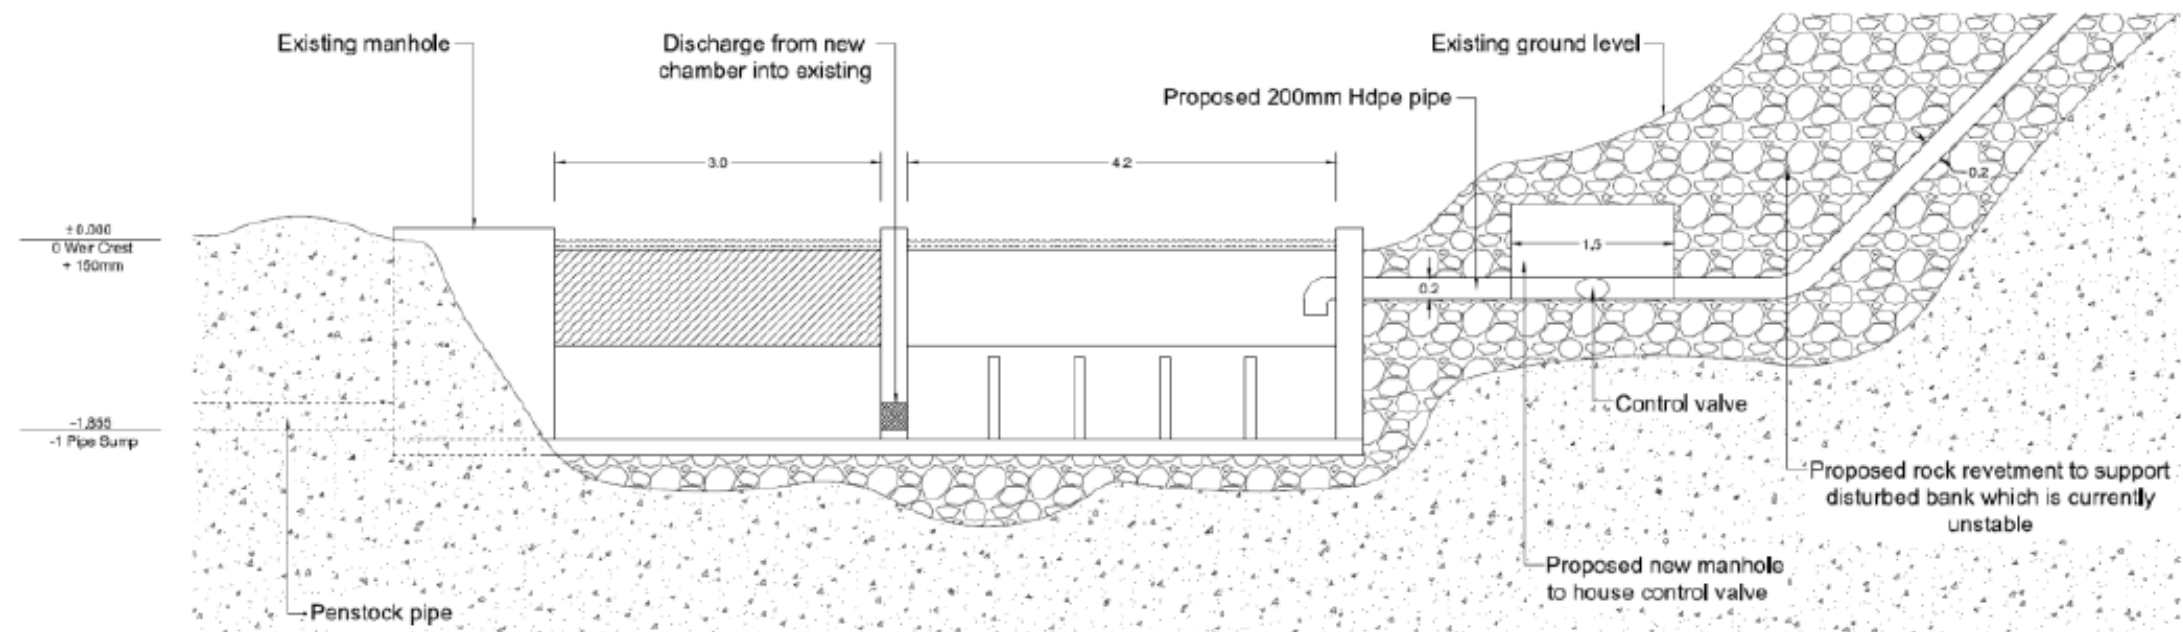 Existing manhole
Discharge from new
chamber into existing
Existing ground level
Proposed 200mm Hdpe pipe
3.0
4.2
0.2
±0.000
0 Weir Crest
+ 150mm
1.5
0.2
Control valve
-1.855
-1 Pipe Sump
Proposed rock revetment to support
disturbed bank which is currently
unstable
Proposed new manhole
to house control valve
Penstock pipe